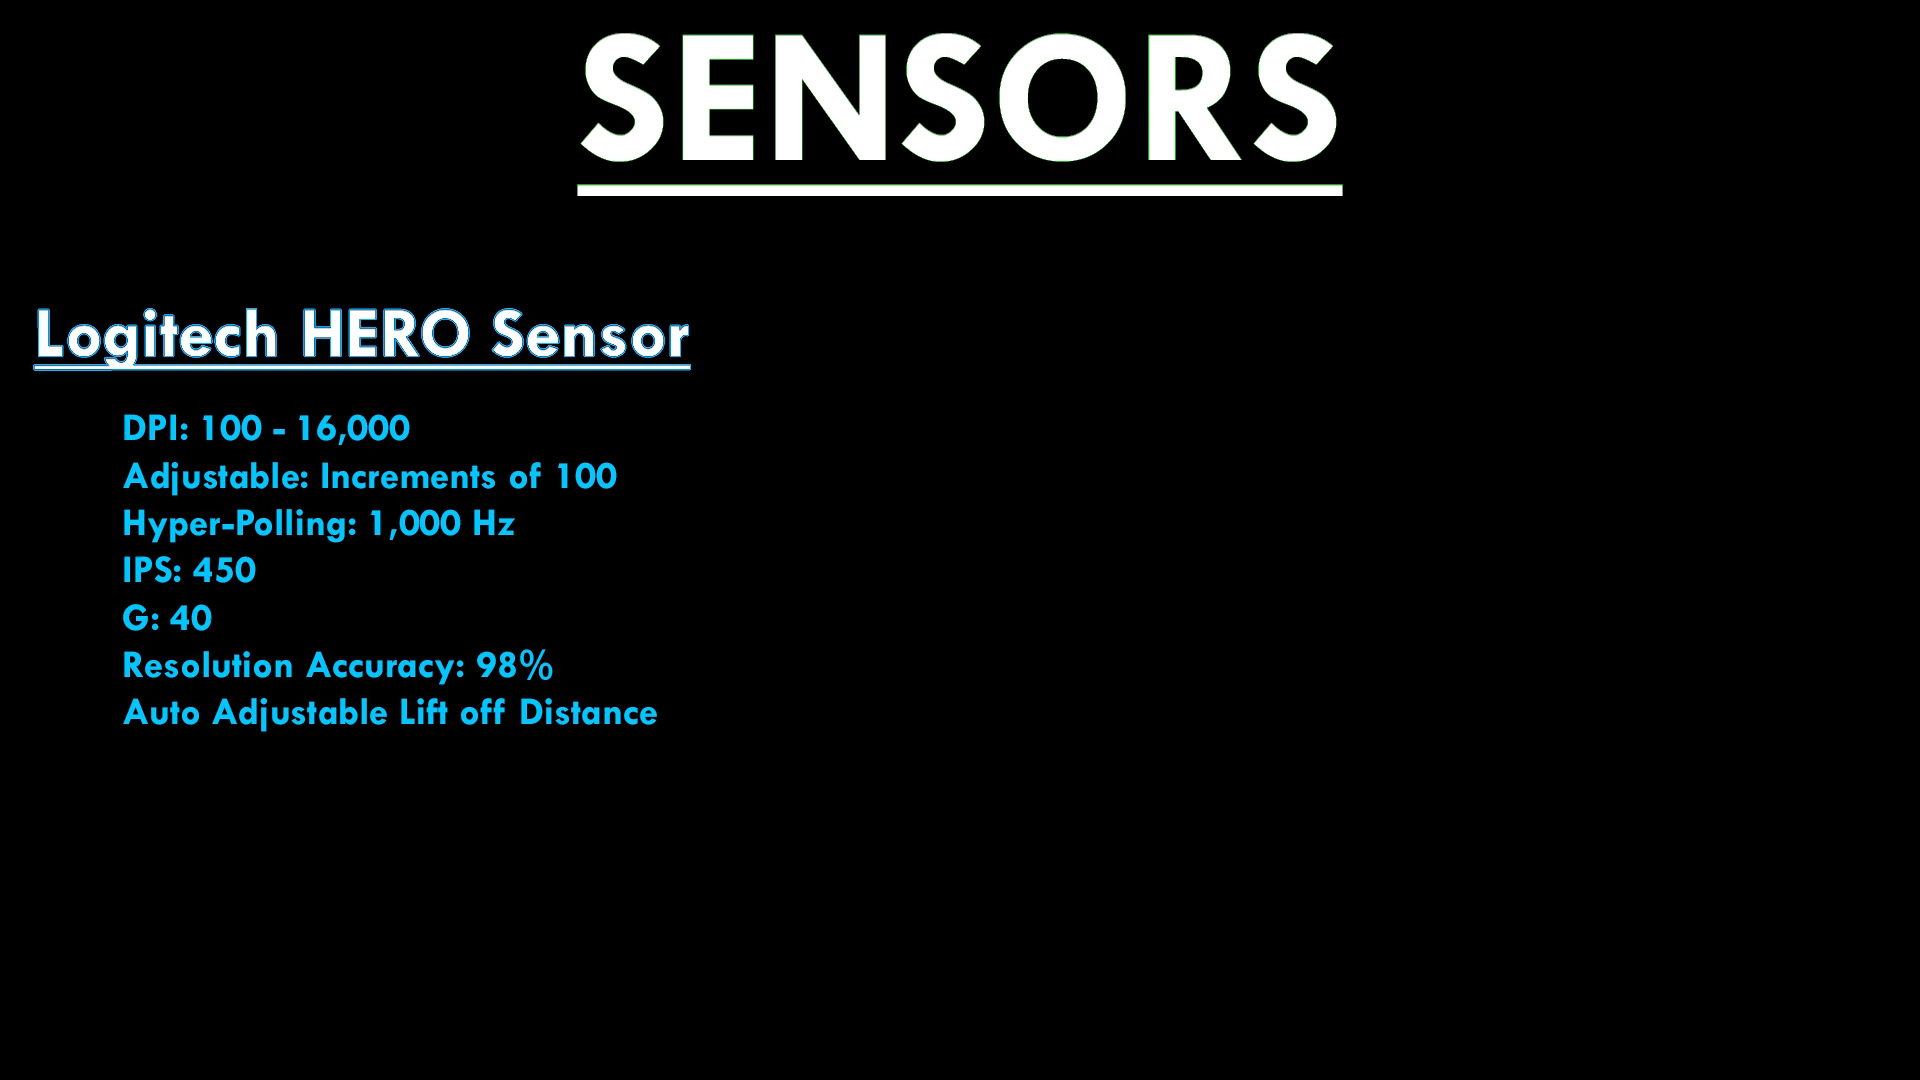 SENSORS
Logitech HERO Sensor
DPI: 100 - 16,000
Adjustable: Increments of 100
Hyper-Polling: 1,000 Hz
IPS: 450
G: 40
Resolution Accuracy: 98%
Auto Adjustable Lift off Distance